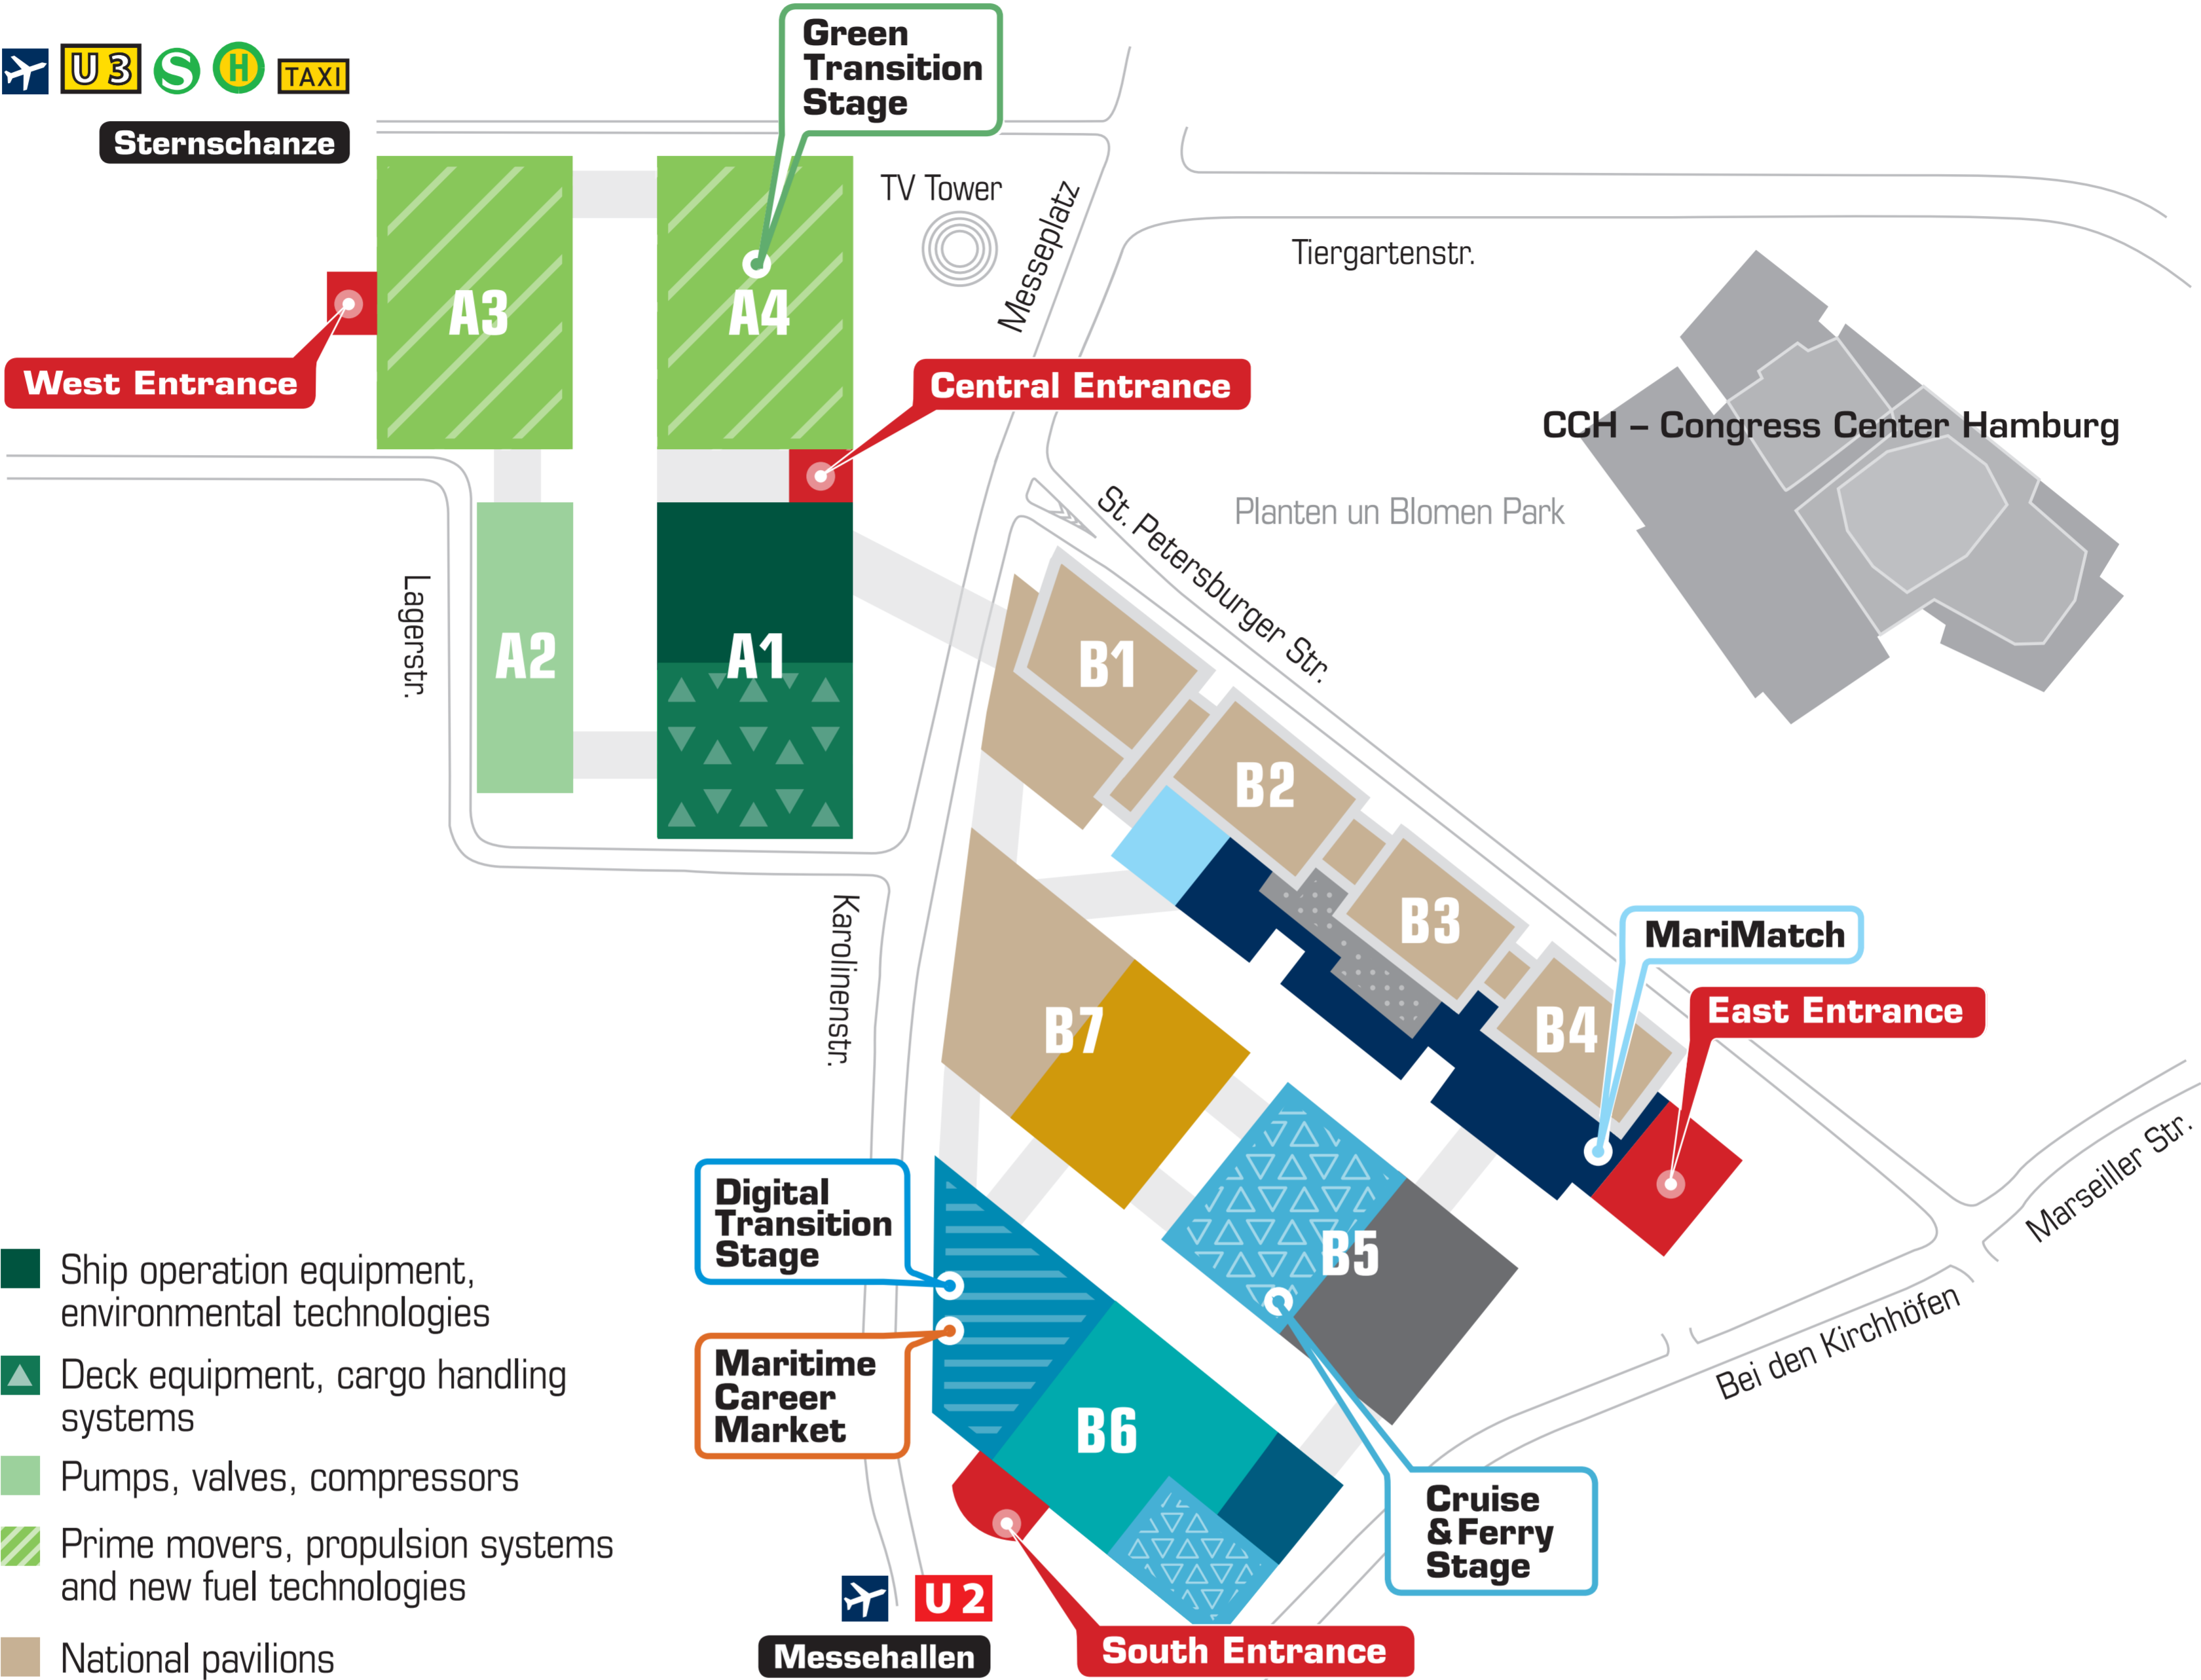 U3
S
H
TAXI
Sternschanze
Green
Transition
Stage
TV Tower
Messeplatz
Tiergartenstr.
A3
A4
West Entrance
Central Entrance
CCH – Congress Center Hamburg
Planten un Blomen Park
St. Petersburger Str.
Lagerstr.
A2
A1
B1
B2
B3
B4
MariMatch
East Entrance
Karolinenstr.
B7
B5
B6
Marseiller Str.
Bei den Kirchhöfen
Digital
Transition
Stage
Maritime
Career
Market
Cruise
& Ferry
Stage
U2
Messehallen
South Entrance
Ship operation equipment,
environmental technologies
Deck equipment, cargo handling
systems
Pumps, valves, compressors
Prime movers, propulsion systems
and new fuel technologies
National pavilions